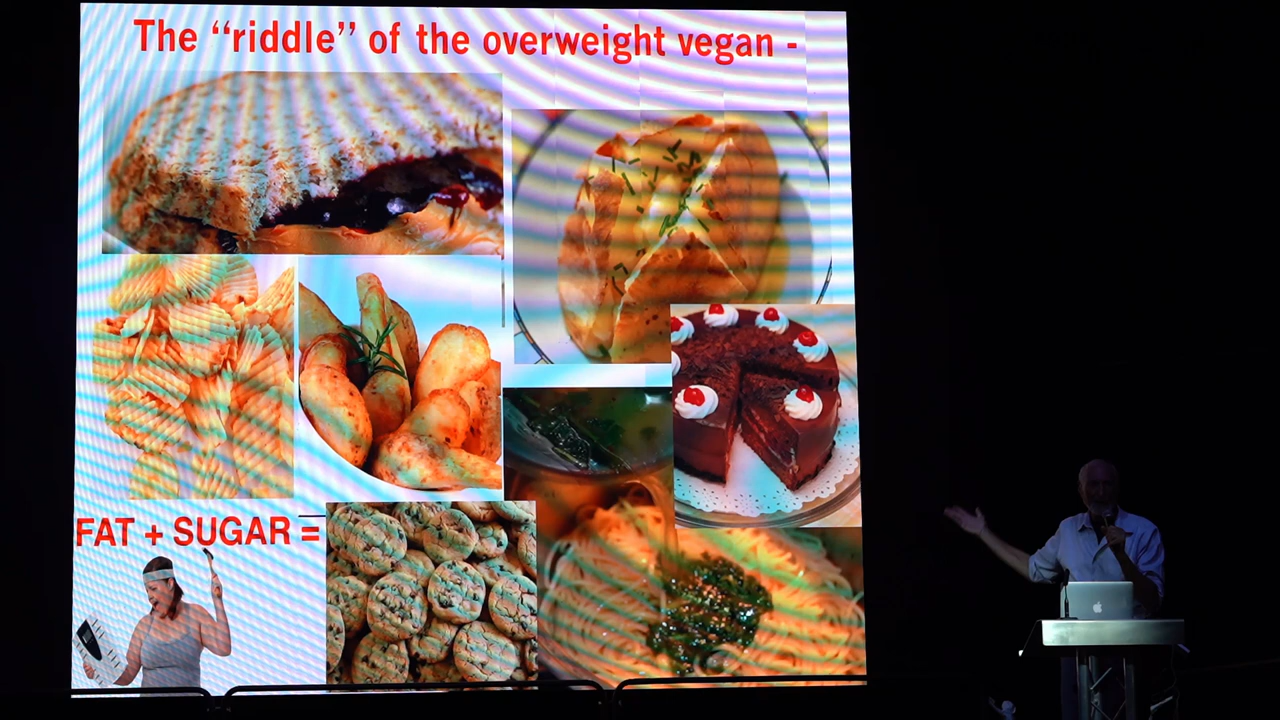 The “riddle” of the overweight vegan -
FAT + SUGAR =